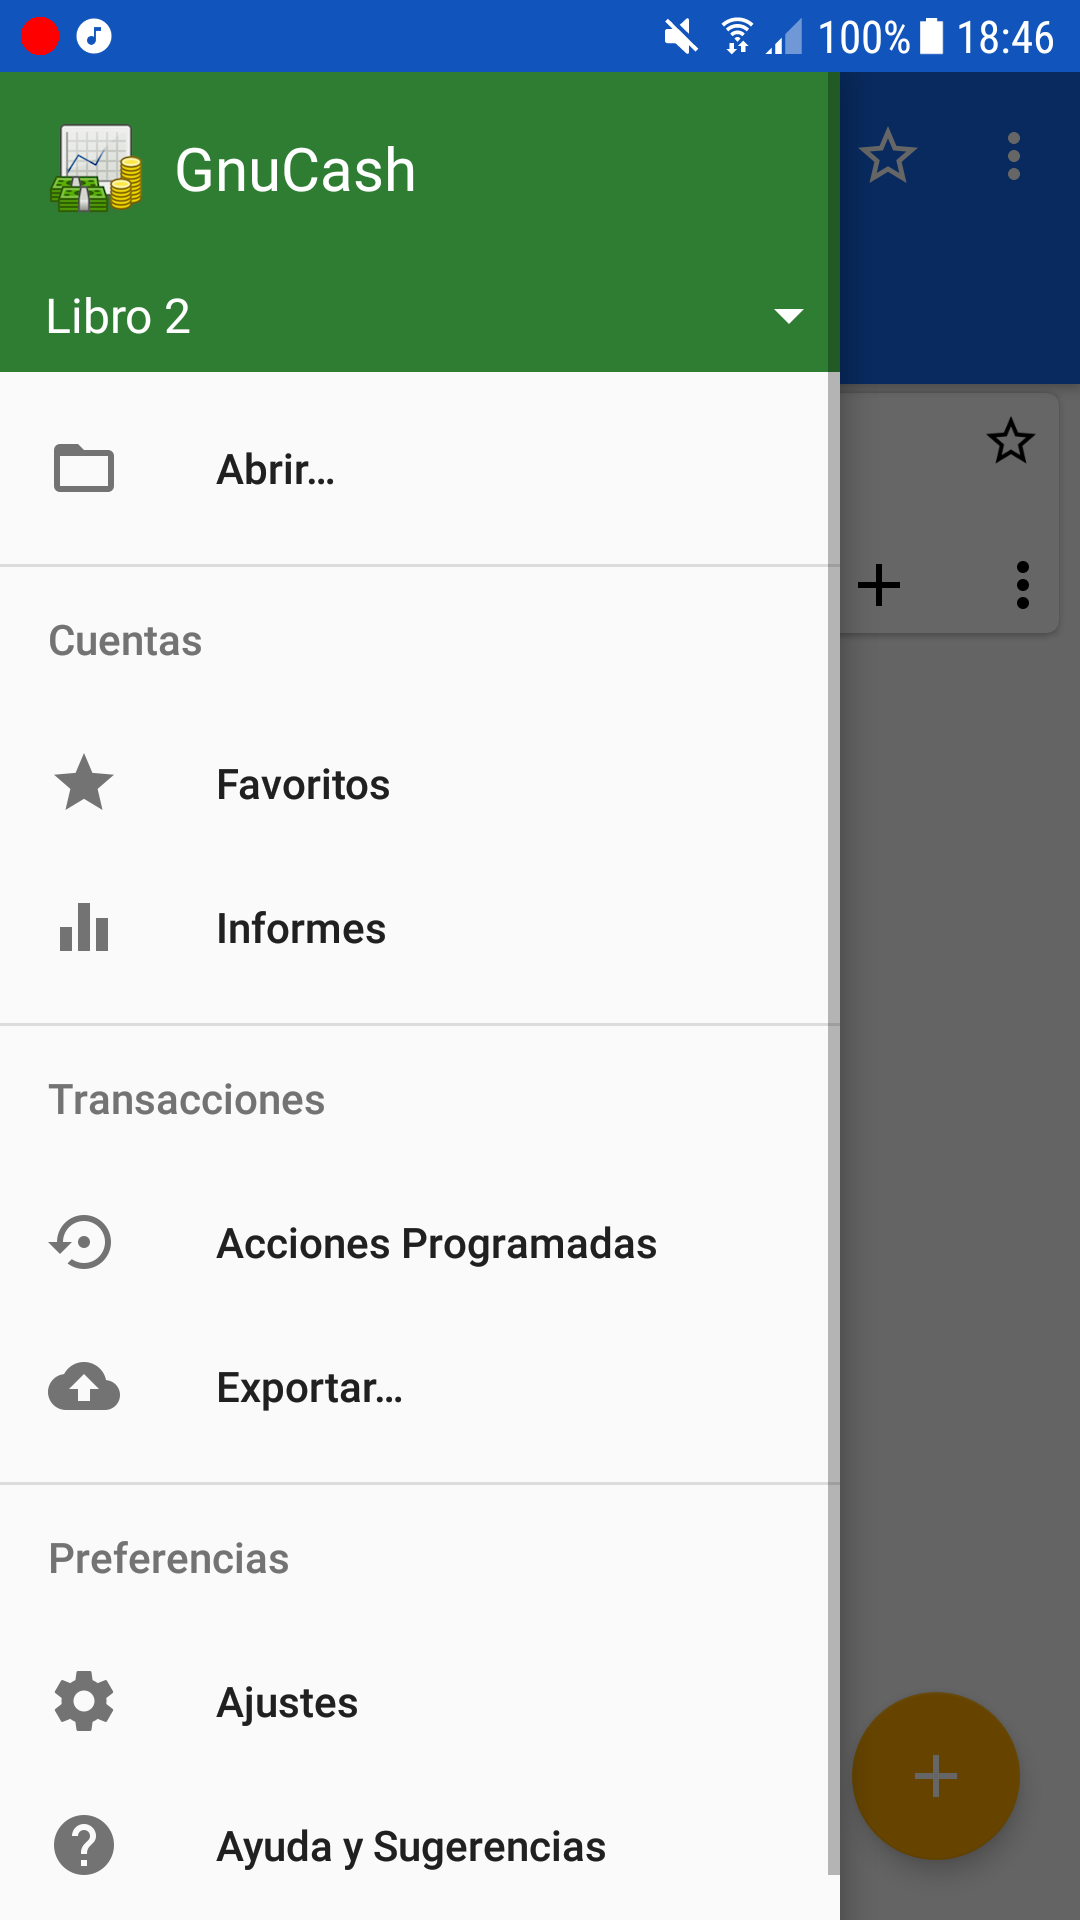 100% 18:46
GnuCash
Libro 2
Abrir...
Cuentas
Favoritos
Informes
Transacciones
Acciones Programadas
Exportar...
Preferencias
Ajustes
Ayuda y Sugerencias